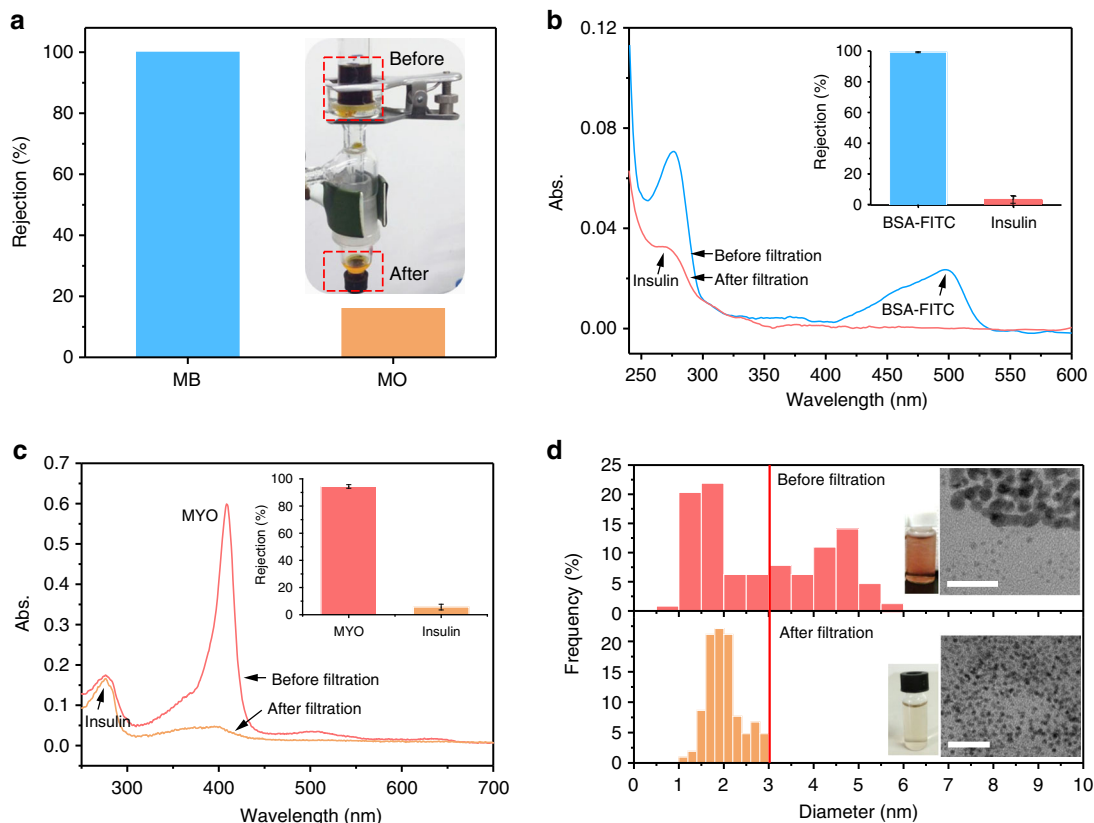 a
100
80
60
40
20
0
Rejection (%)
MB
MO
Before
After
b
0.12
0.08
0.04
0.00
Abs.
250 300 350 400 450 500 550 600
Wavelength (nm)
Before filtration
After filtration
Insulin
BSA-FITC
100
80
60
40
20
0
Rejection (%)
BSA-FITC
Insulin
c
0.7
0.6
0.5
0.4
0.3
0.2
0.1
0.0
Abs.
300 400 500 600 700
Wavelength (nm)
MYO
Insulin
Before filtration
After filtration
100
80
60
40
20
0
Rejection (%)
MYO
Insulin
d
25
20
15
10
5
0
Before filtration
20
15
10
5
0
After filtration
Frequency (%)
0 1 2 3 4 5 6 7 8 9 10
Diameter (nm)